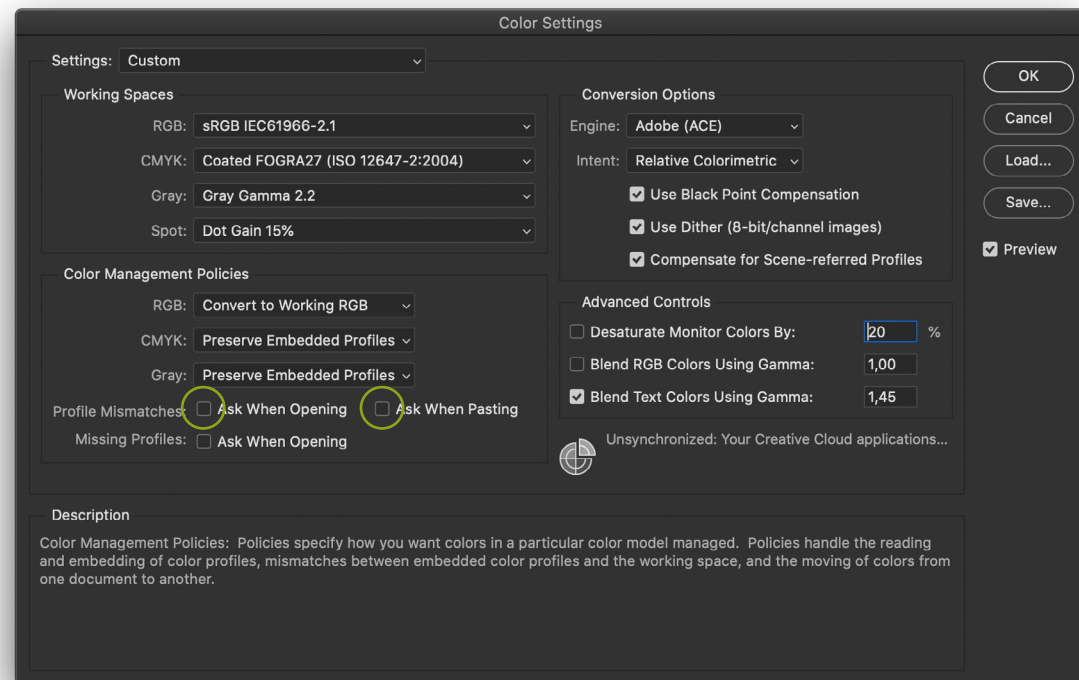 Color Settings
Settings: Custom
Working Spaces
RGB: sRGB IEC61966-2.1
CMYK: Coated FOGRA27 (ISO 12647-2:2004)
Gray: Gray Gamma 2.2
Spot: Dot Gain 15%
Color Management Policies
RGB: Convert to Working RGB
CMYK: Preserve Embedded Profiles
Gray: Preserve Embedded Profiles
Profile Mismatches: Ask When Opening Ask When Pasting
Missing Profiles: Ask When Opening
Conversion Options
Engine: Adobe (ACE)
Intent: Relative Colorimetric
Use Black Point Compensation
Use Dither (8-bit/channel images)
Compensate for Scene-referred Profiles
Advanced Controls
Desaturate Monitor Colors By: 20 %
Blend RGB Colors Using Gamma: 1,00
Blend Text Colors Using Gamma: 1,45
Unsynchronized: Your Creative Cloud applications...
OK
Cancel
Load...
Save...
Preview
Description
Color Management Policies:  Policies specify how you want colors in a particular color model managed.  Policies handle the reading
and embedding of color profiles, mismatches between embedded color profiles and the working space, and the moving of colors from
one document to another.